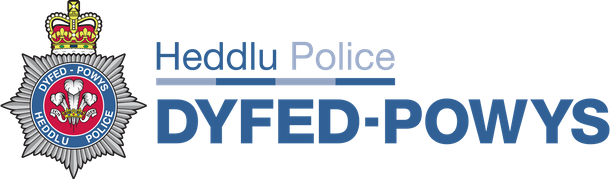 DYFED - POWYS
HEDDLU POLICE
Heddlu Police
DYFED-POWYS